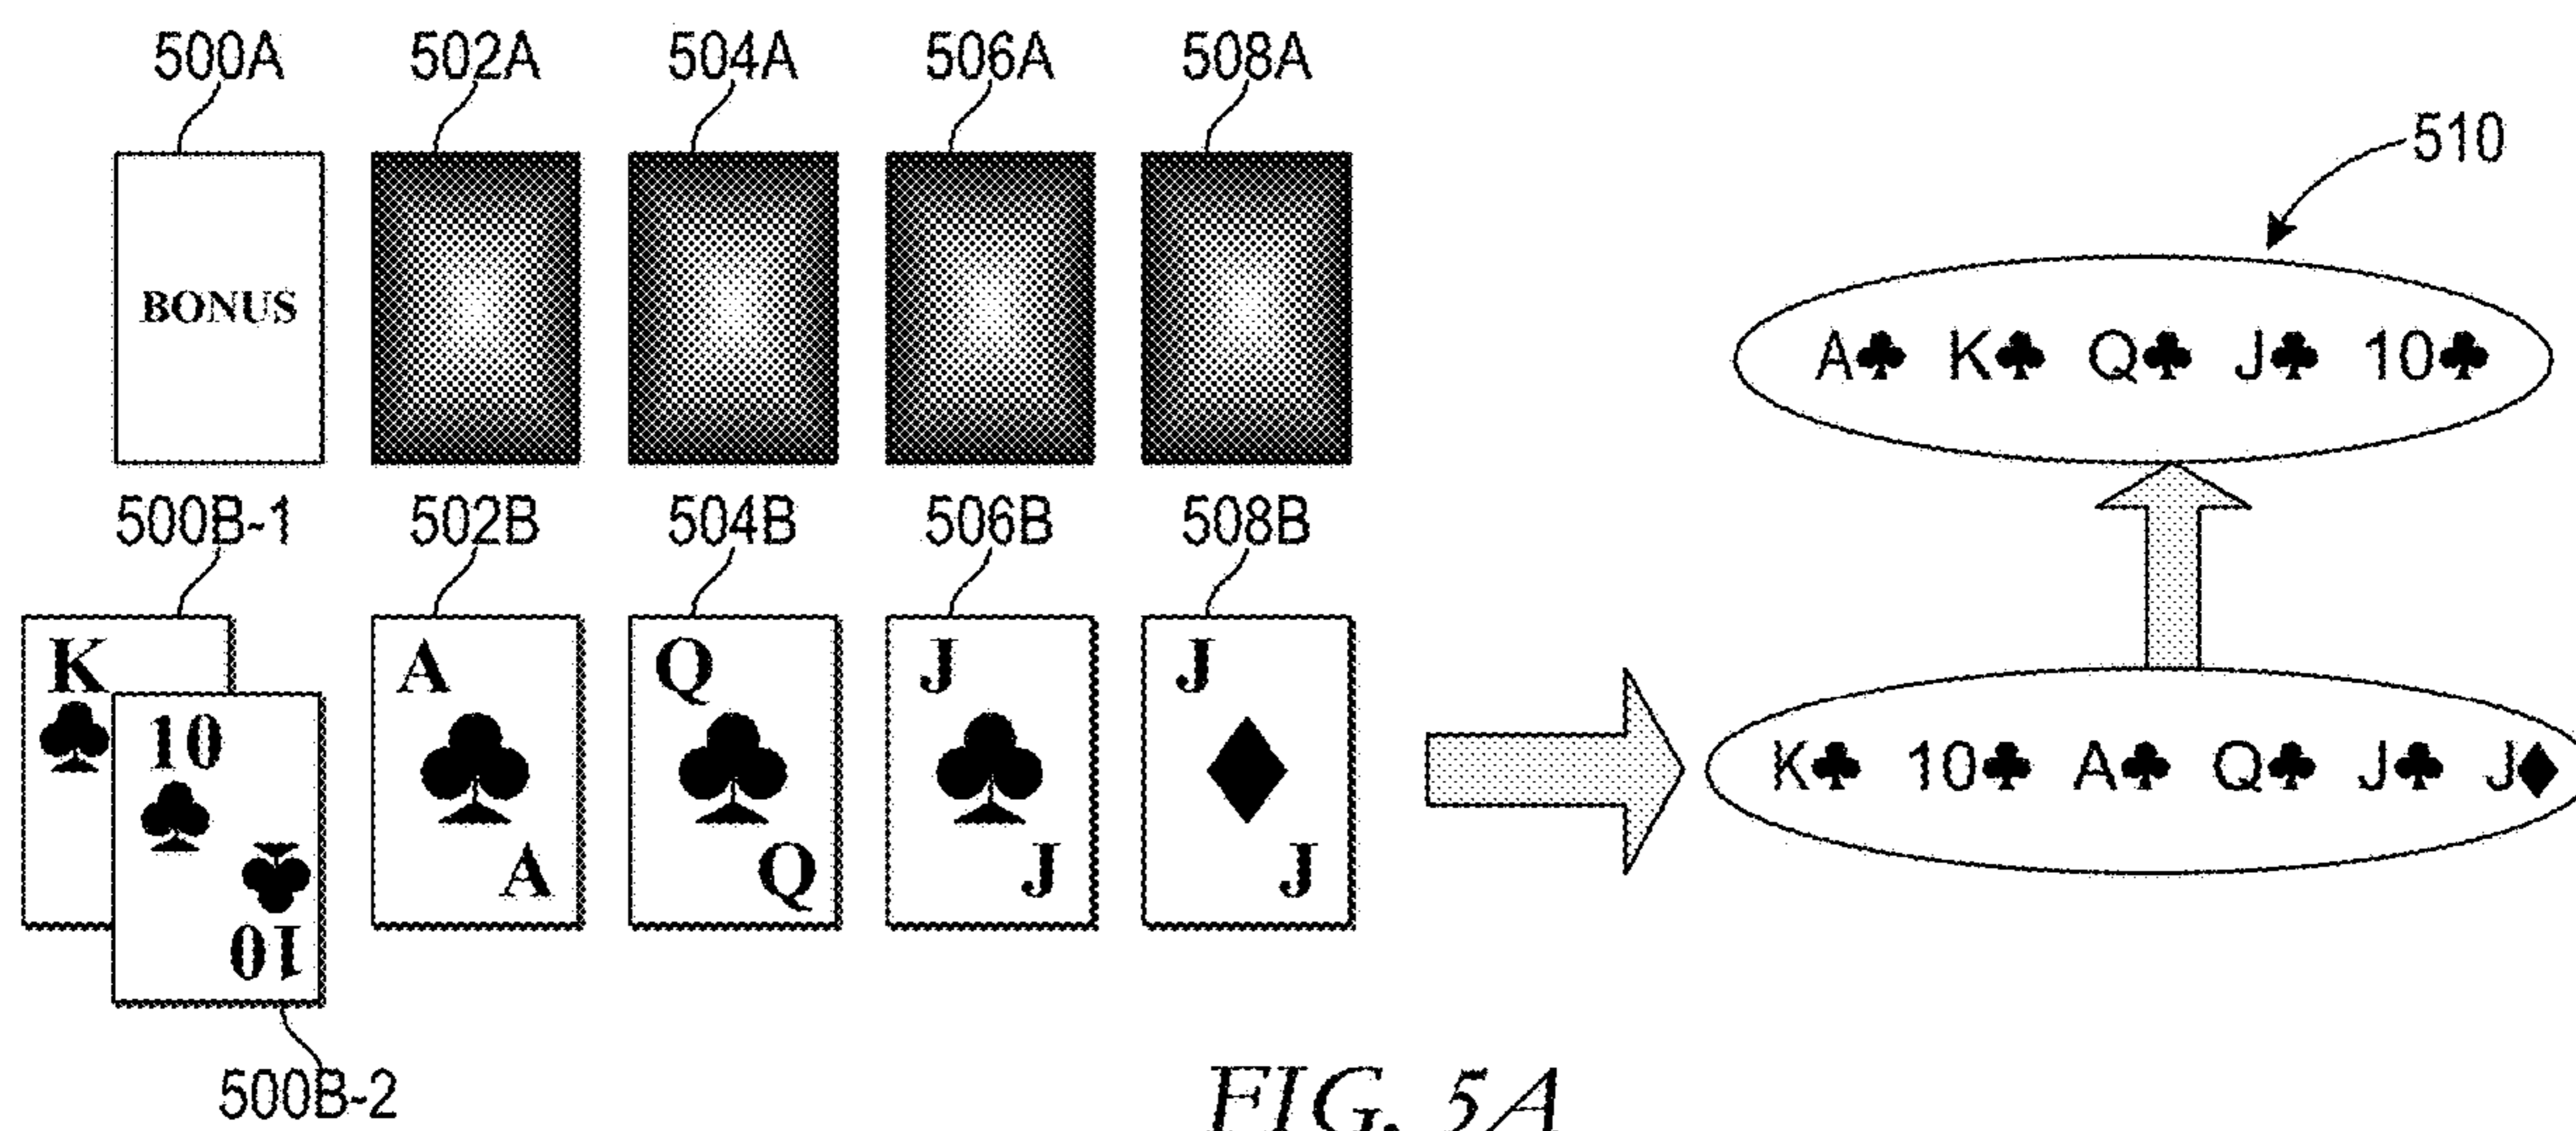 500A 502A 504A 506A 508A
510
BONUS
A♣ K♣ Q♣ J♣ 10♣
500B-1 502B 504B 506B 508B
K A Q J J
10
K♣ 10♣ A♣ Q♣ J♣ J♦
A Q J J
10
500B-2
FIG. 5A